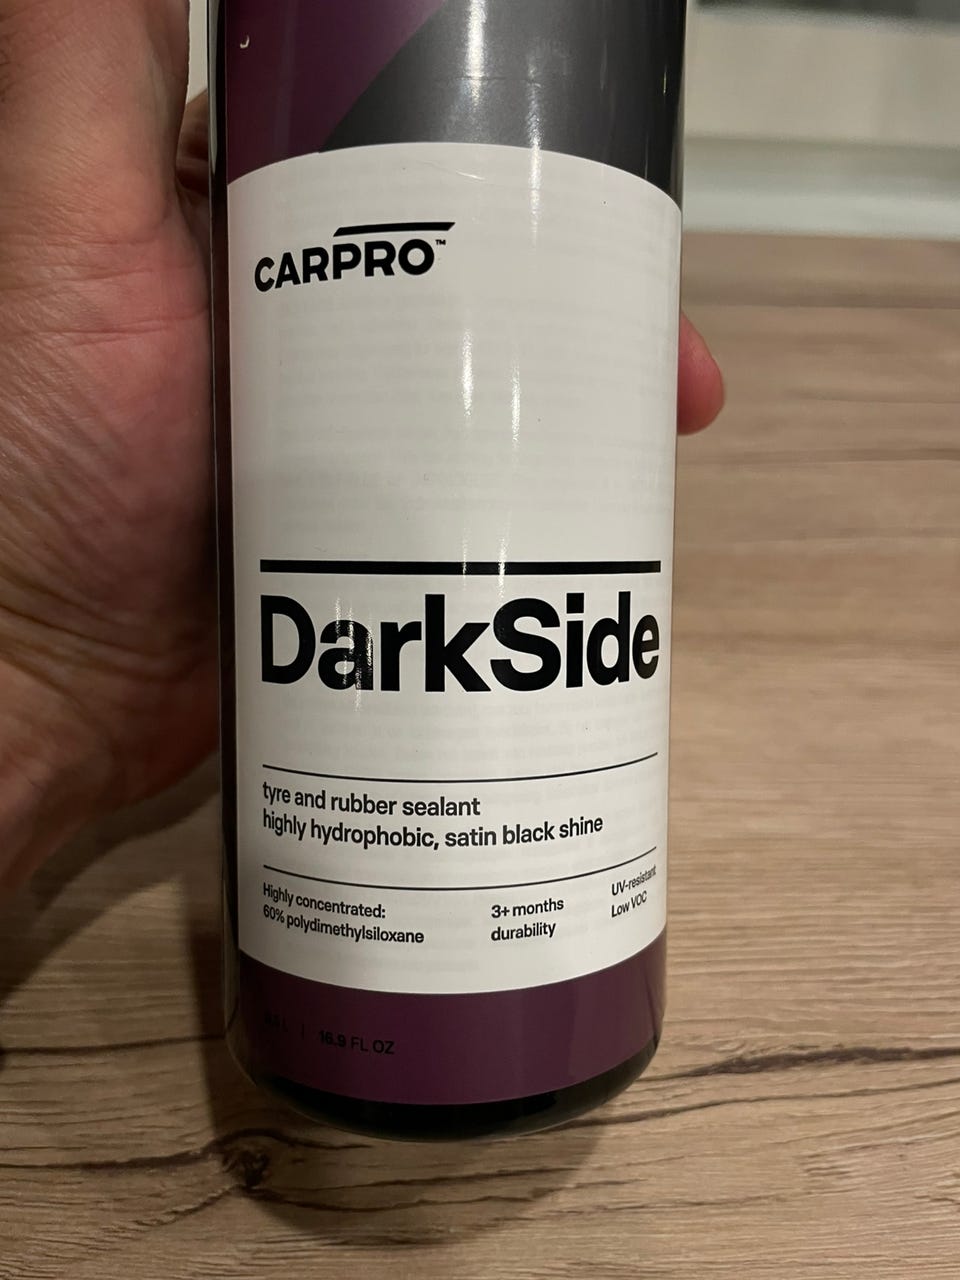 CARPRO™
DarkSide
tyre and rubber sealant
highly hydrophobic, satin black shine
Highly concentrated:
60% polydimethylsiloxane
3+ months
durability
UV-resistant
Low VOC
| 16.9 FL OZ